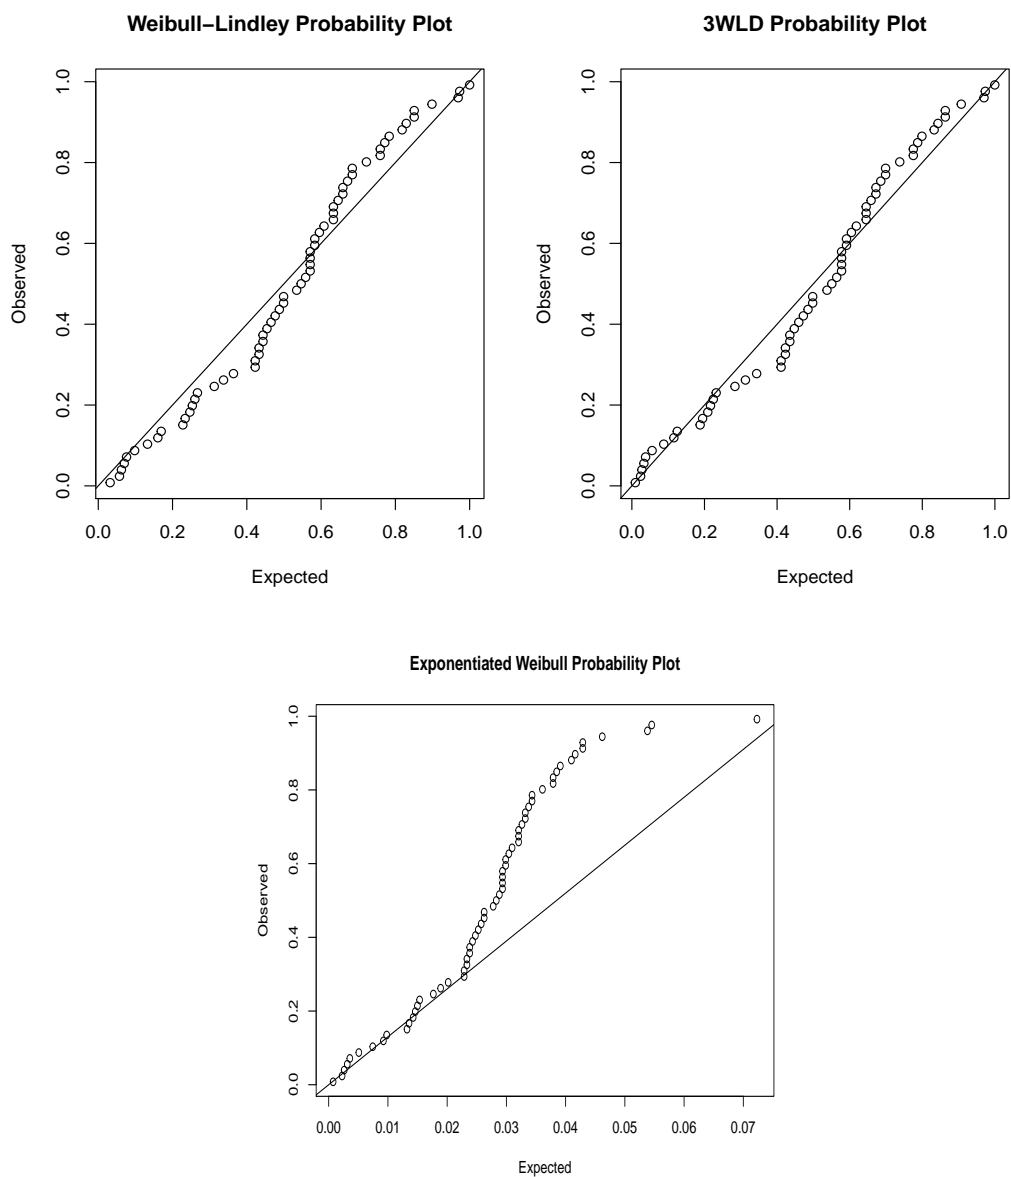 Weibull−Lindley Probability Plot
1.0
0.8
0.6
0.4
0.2
0.0
Observed
0.0 0.2 0.4 0.6 0.8 1.0
Expected
3WLD Probability Plot
1.0
0.8
0.6
0.4
0.2
0.0
Observed
0.0 0.2 0.4 0.6 0.8 1.0
Expected
Exponentiated Weibull Probability Plot
1.0
0.8
0.6
0.4
0.2
0.0
Observed
0.00 0.01 0.02 0.03 0.04 0.05 0.06 0.07
Expected